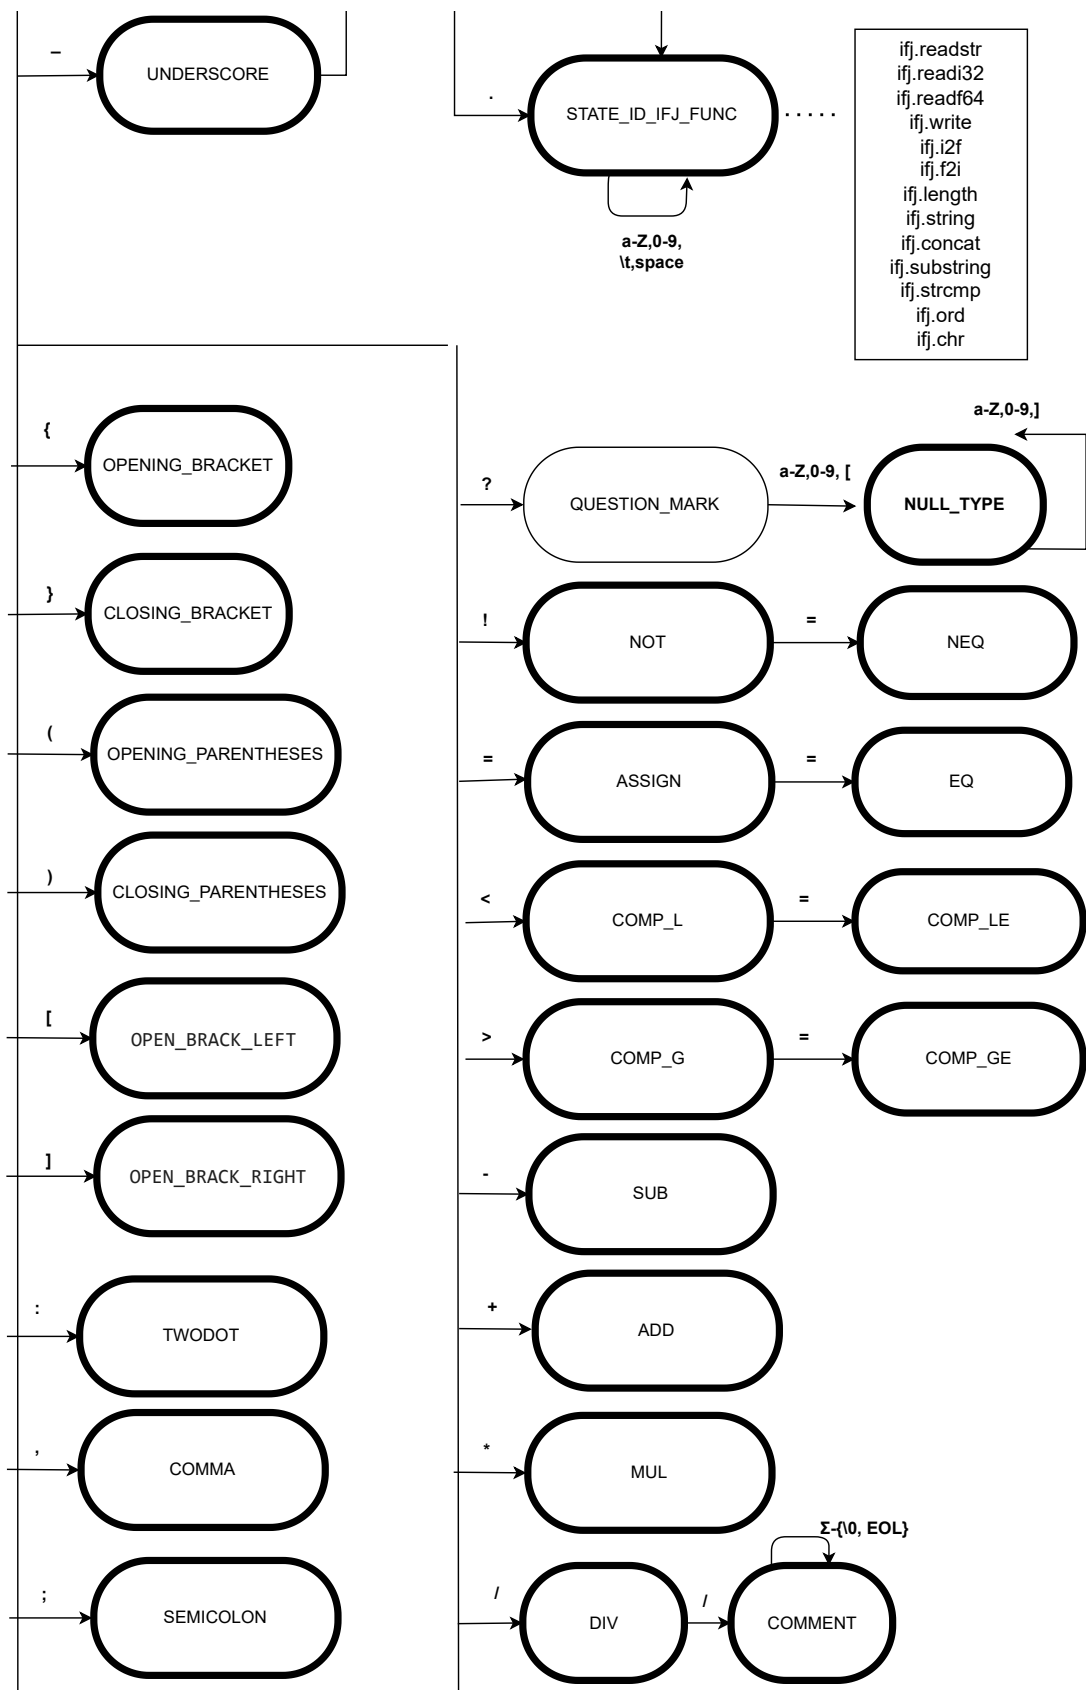 _
UNDERSCORE
.
STATE_ID_IFJ_FUNC
.....
a-Z,0-9,
\t,space
ifj.readstr
ifj.readi32
ifj.readf64
ifj.write
ifj.i2f
ifj.f2i
ifj.length
ifj.string
ifj.concat
ifj.substring
ifj.strcmp
ifj.ord
ifj.chr
{
OPENING_BRACKET
}
CLOSING_BRACKET
(
OPENING_PARENTHESES
)
CLOSING_PARENTHESES
[
OPEN_BRACK_LEFT
]
OPEN_BRACK_RIGHT
:
TWODOT
,
COMMA
;
SEMICOLON
?
QUESTION_MARK
a-Z,0-9, [
NULL_TYPE
a-Z,0-9,]
!
NOT
=
NEQ
=
ASSIGN
=
EQ
<
COMP_L
=
COMP_LE
>
COMP_G
=
COMP_GE
-
SUB
+
ADD
*
MUL
/
DIV
/
COMMENT
Σ-{\0, EOL}